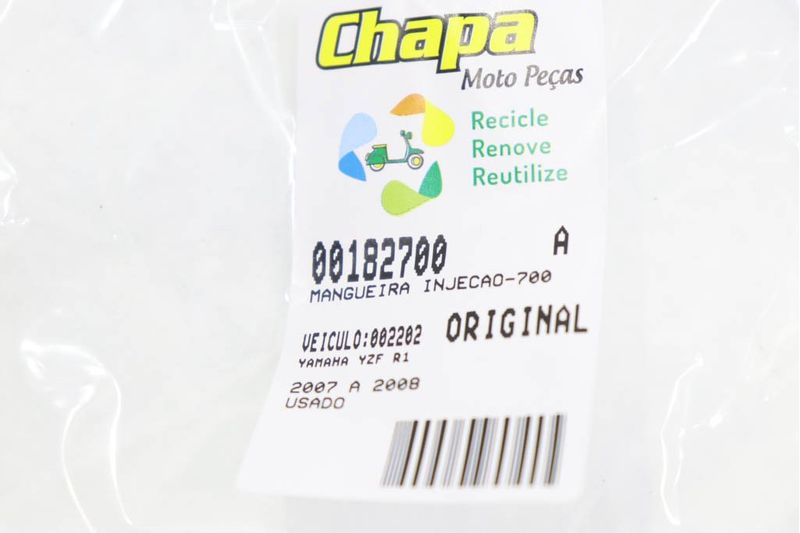 Chapa
Moto Peças
Recicle
Renove
Reutilize
00182700 A
MANGUEIRA INJECAO-700
VEICULO:002202 ORIGINAL
YAMAHA YZF R1
2007 A 2008
USADO